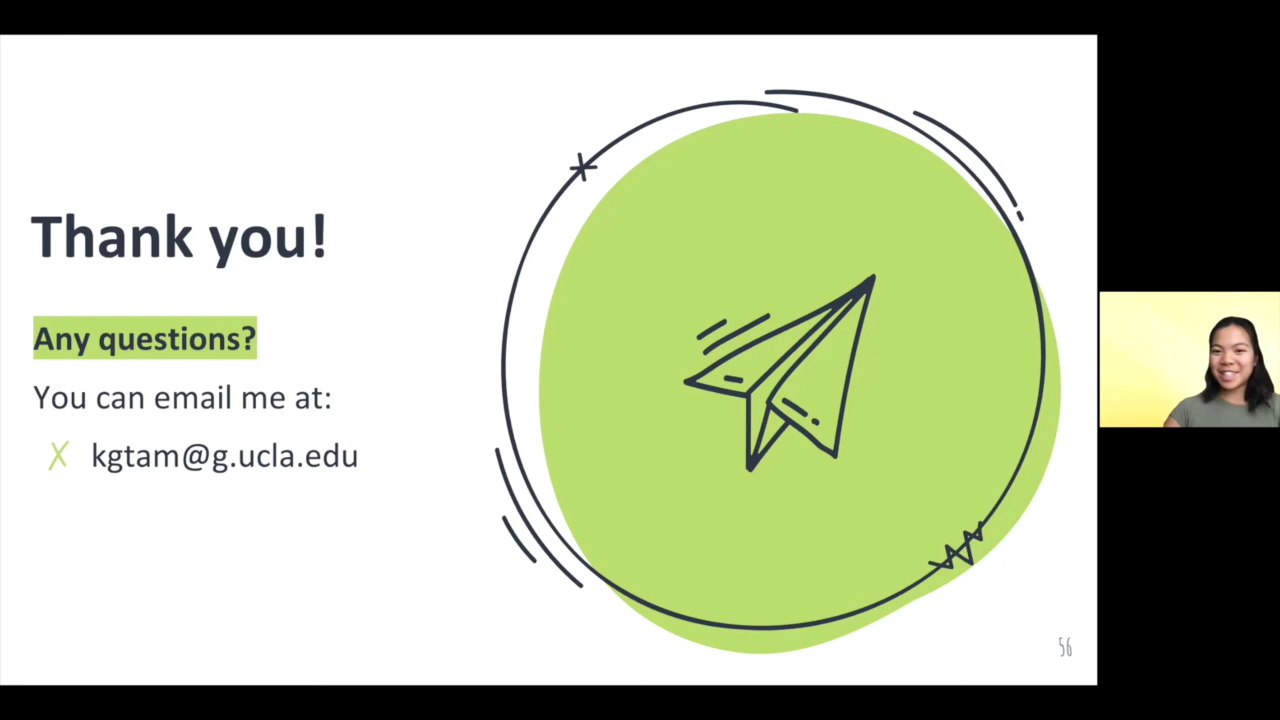 Thank you!
Any questions?
You can email me at:
kgtam@g.ucla.edu
56